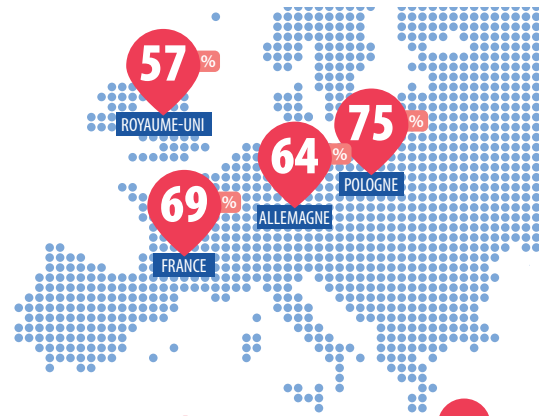 57 %
ROYAUME-UNI
75 %
POLOGNE
64 %
ALLEMAGNE
69 %
FRANCE